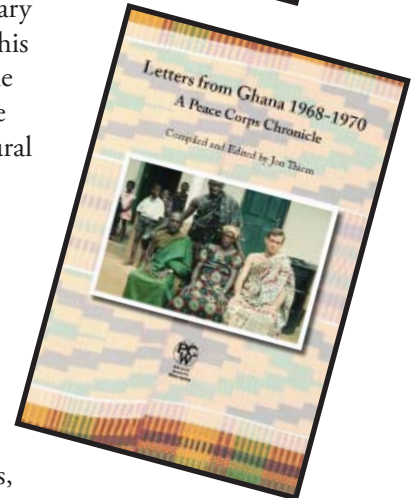 ary
his
e
e
ural
Letters from Ghana 1968-1970
A Peace Corps Chronicle
Compiled and Edited by Jon Thiem
PCW
s,